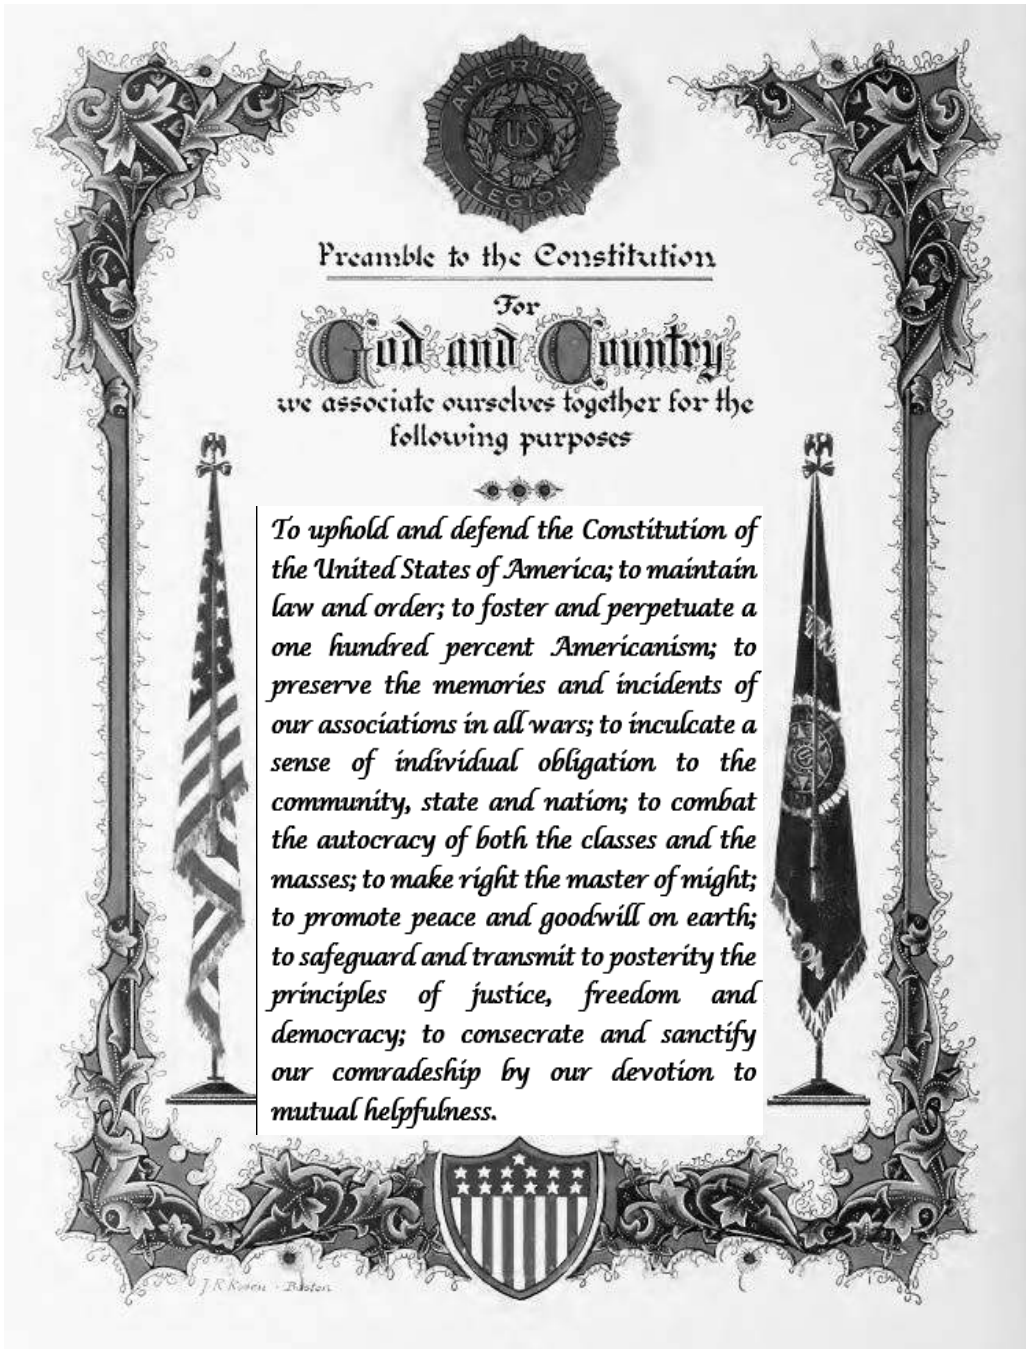 AMERICAN
US
LEGION
Preamble to the Constitution
For
God and Country
we associate ourselves together for the
following purposes
To uphold and defend the Constitution of
the United States of America; to maintain
law and order; to foster and perpetuate a
one hundred percent Americanism; to
preserve the memories and incidents of
our associations in all wars; to inculcate a
sense of individual obligation to the
community, state and nation; to combat
the autocracy of both the classes and the
masses; to make right the master of might;
to promote peace and goodwill on earth;
to safeguard and transmit to posterity the
principles of justice, freedom and
democracy; to consecrate and sanctify
our comradeship by our devotion to
mutual helpfulness.
Boston